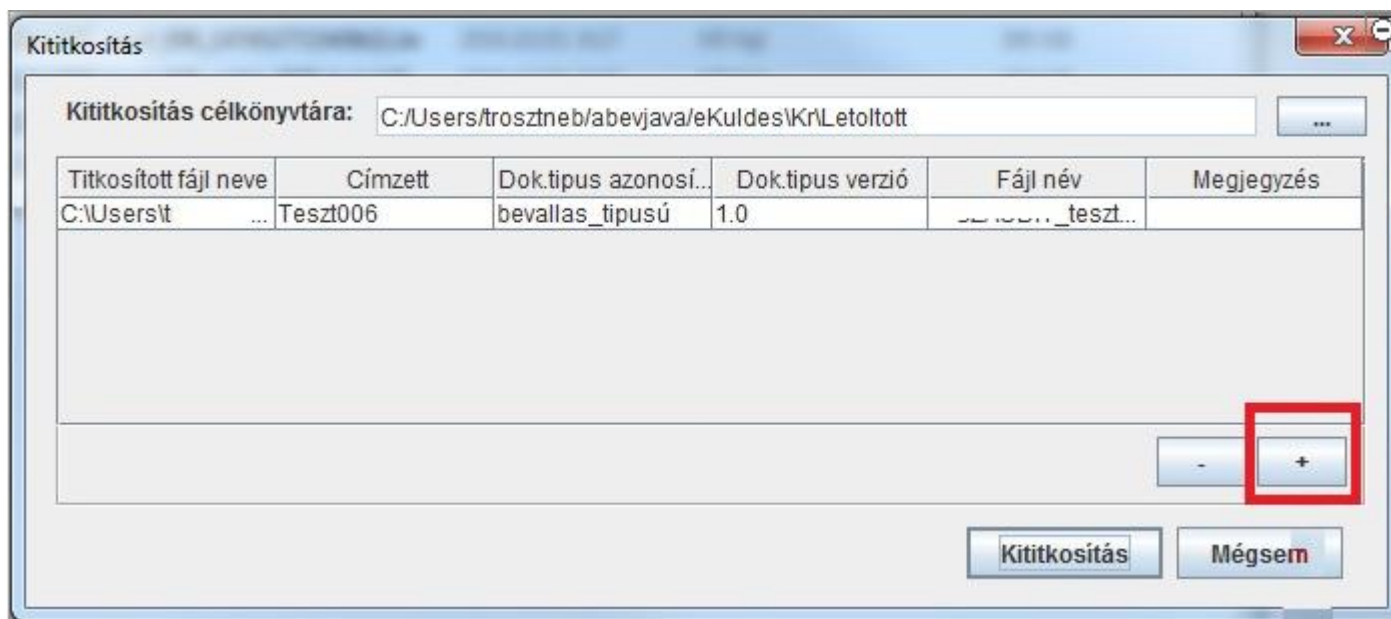 Kititkosítás
Kititkosítás célkönyvtára: C:/Users/trosztneb/abevjava/eKuldes\Kr\Letoltott ...
Titkosított fájl neve Címzett Dok.tipus azonosí... Dok.tipus verzió Fájl név Megjegyzés
C:\Users\t ... Teszt006 bevallas_tipusú 1.0 _teszt...
- +
Kititkosítás Mégsem